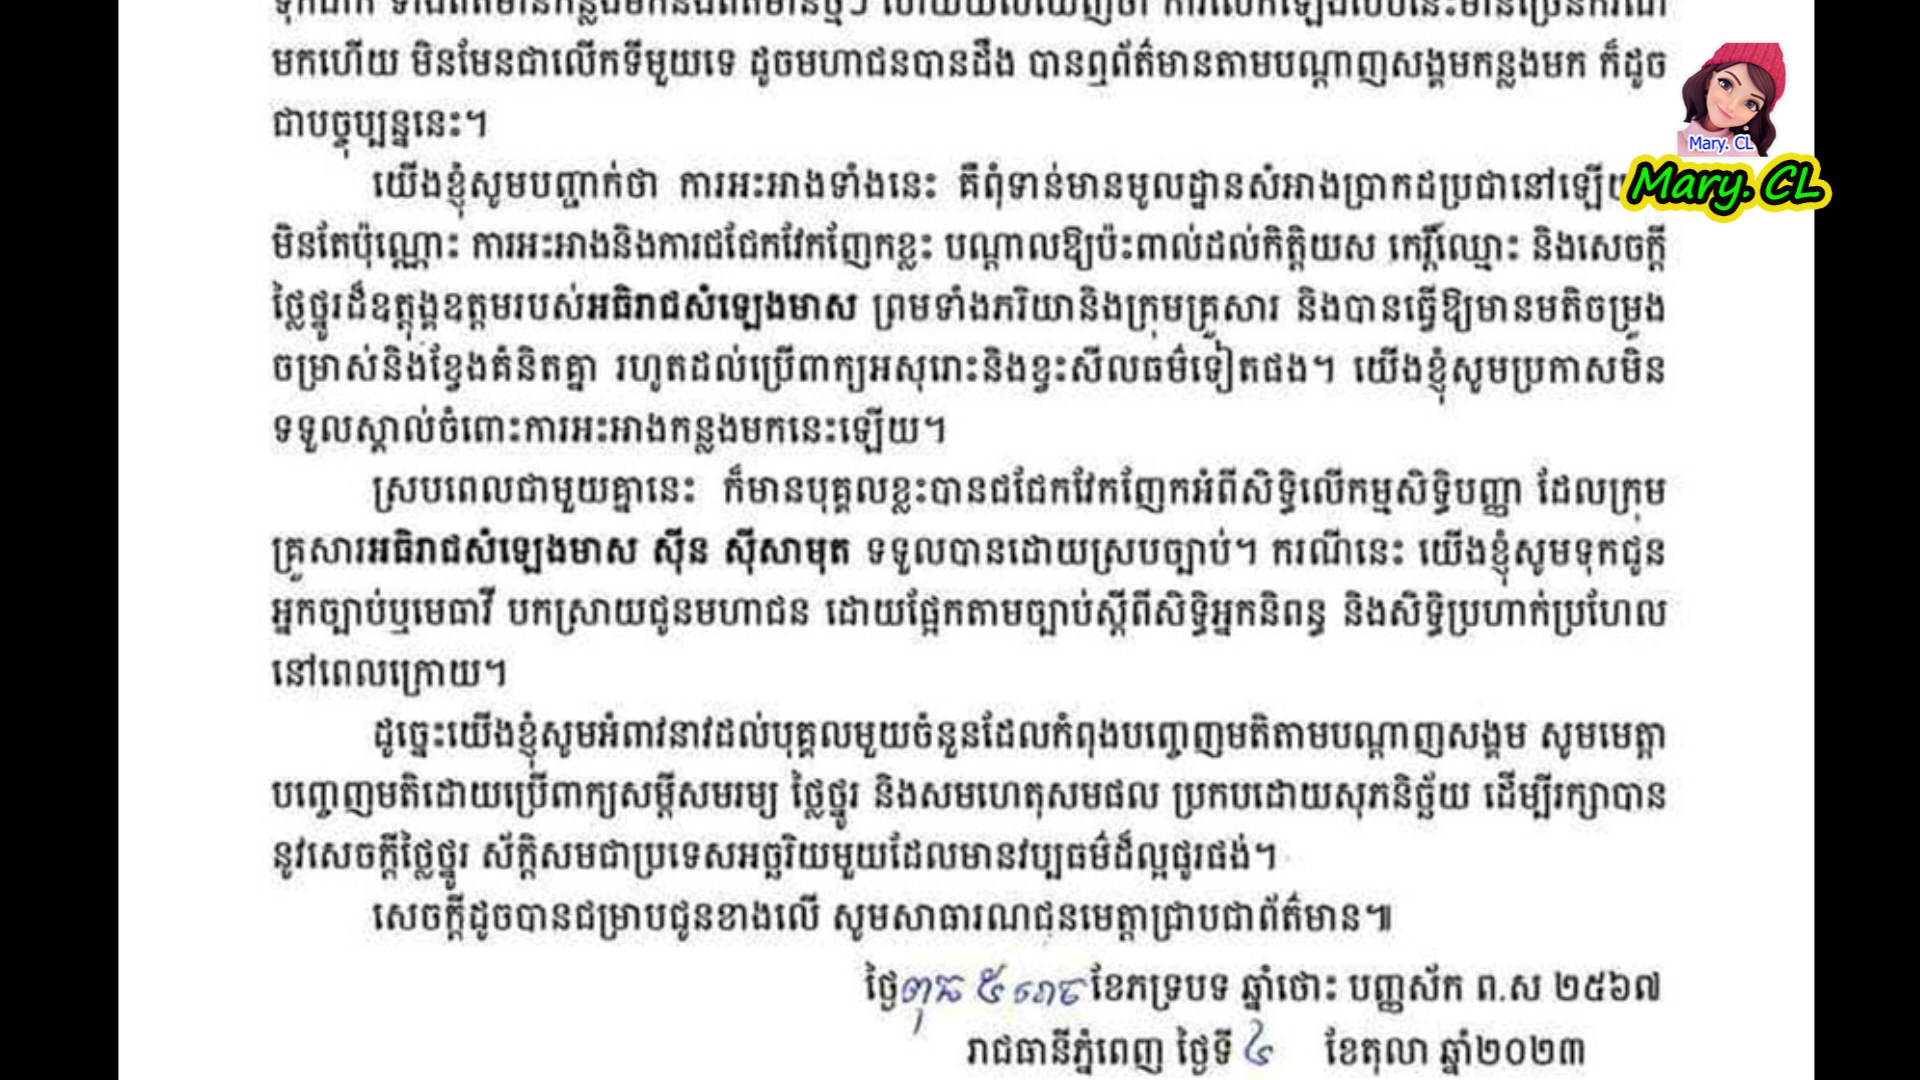 មកហើយ មិនមែនជាលើកទីមួយទេ ដូចមហាជនបានដឹង បានឮព័ត៌មានតាមបណ្តាញសង្គមកន្លងមក ក៏ដូច
ជាបច្ចុប្បន្ននេះ។
យើងខ្ញុំសូមបញ្ជាក់ថា ការអះអាងទាំងនេះ គឺពុំទាន់មានមូលដ្ឋានសំអាងប្រាកដប្រជានៅឡើយ
មិនតែប៉ុណ្ណោះ ការអះអាងនិងការជជែកវែកញែកខ្លះ បណ្តាលឱ្យប៉ះពាល់ដល់កិត្តិយស កេរ្តិ៍ឈ្មោះ និងសេចក្តី
ថ្លៃថ្នូរដ៏ឧត្តុង្គឧត្តមរបស់អធិរាជសំឡេងមាស ព្រមទាំងភរិយានិងក្រុមគ្រួសារ និងបានធ្វើឱ្យមានមតិចម្រូង
ចម្រាស់និងខ្វែងគំនិតគ្នា រហូតដល់ប្រើពាក្យអសុរោះនិងខ្វះសីលធម៌ទៀតផង។ យើងខ្ញុំសូមប្រកាសមិន
ទទួលស្គាល់ចំពោះការអះអាងកន្លងមកនេះឡើយ។
ស្របពេលជាមួយគ្នានេះ ក៏មានបុគ្គលខ្លះបានជជែកវែកញែកអំពីសិទ្ធិលើកម្មសិទ្ធិបញ្ញា ដែលក្រុម
គ្រួសារអធិរាជសំឡេងមាស ស៊ីន ស៊ីសាមុត ទទួលបានដោយស្របច្បាប់។ ករណីនេះ យើងខ្ញុំសូមទុកជូន
អ្នកច្បាប់ឬមេធាវី បកស្រាយជូនមហាជន ដោយផ្អែកតាមច្បាប់ស្តីពីសិទ្ធិអ្នកនិពន្ធ និងសិទ្ធិប្រហាក់ប្រហែល
នៅពេលក្រោយ។
ដូច្នេះយើងខ្ញុំសូមអំពាវនាវដល់បុគ្គលមួយចំនួនដែលកំពុងបញ្ចេញមតិតាមបណ្តាញសង្គម សូមមេត្តា
បញ្ចេញមតិដោយប្រើពាក្យសម្តីសមរម្យ ថ្លៃថ្នូរ និងសមហេតុសមផល ប្រកបដោយសុភនិច្ឆ័យ ដើម្បីរក្សាបាន
នូវសេចក្តីថ្លៃថ្នូរ ស័ក្តិសមជាប្រទេសអច្ឆរិយមួយដែលមានវប្បធម៌ដ៏ល្អផូរផង់។
សេចក្តីដូចបានជម្រាបជូនខាងលើ សូមសាធារណជនមេត្តាជ្រាបជាព័ត៌មាន៕
ថ្ងៃពុធ ៥ រោច ខែភទ្របទ ឆ្នាំថោះ បញ្ចស័ក ព.ស ២៥៦៧
រាជធានីភ្នំពេញ ថ្ងៃទី ៤ ខែតុលា ឆ្នាំ២០២៣
Mary. CL
Mary. CL